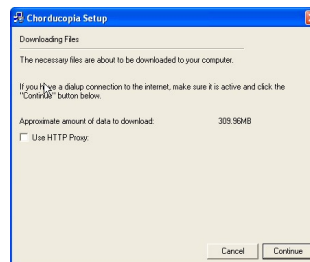 Chorducopia Setup
Downloading Files
The necessary files are about to be downloaded to your computer.
If you have a dialup connection to the internet, make sure it is active and click the
"Continue" button below.
Approximate amount of data to download: 309.96MB
Use HTTP Proxy:
Cancel Continue